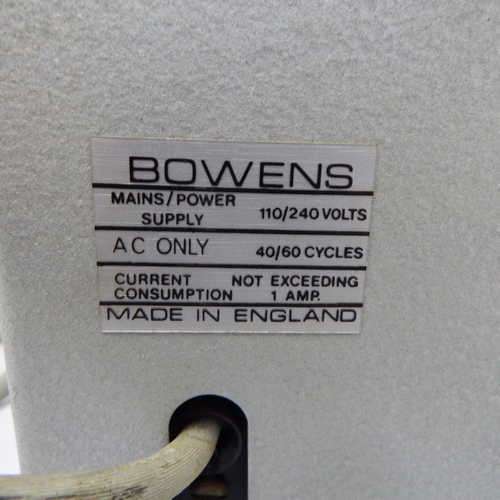 BOWENS
MAINS/POWER
SUPPLY 110/240 VOLTS
AC ONLY 40/60 CYCLES
CURRENT NOT EXCEEDING
CONSUMPTION 1 AMP.
MADE IN ENGLAND